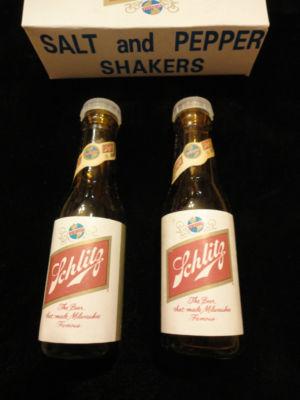 SALT and PEPPER
SHAKERS
Schlitz
The Beer
that made Milwaukee
Famous
Schlitz
The Beer
that made Milwaukee
Famous